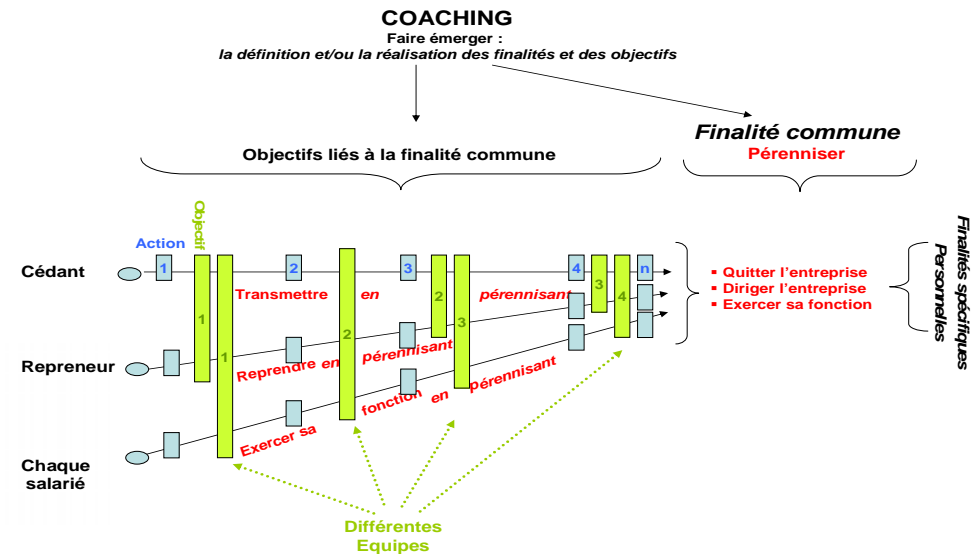 COACHING
Faire émerger :
la définition et/ou la réalisation des finalités et des objectifs
Finalité commune
Pérenniser
Objectifs liés à la finalité commune
Objectif
Action
1
2
3
4
n
Cédant
Transmettre en pérennisant
1
1
2
2
3
3
4
Repreneur
Reprendre en pérennisant
Chaque
salarié
Exercer sa fonction en pérennisant
▪ Quitter l'entreprise
▪ Diriger l'entreprise
▪ Exercer sa fonction
Finalités spécifiques
Personnelles
Différentes
Equipes